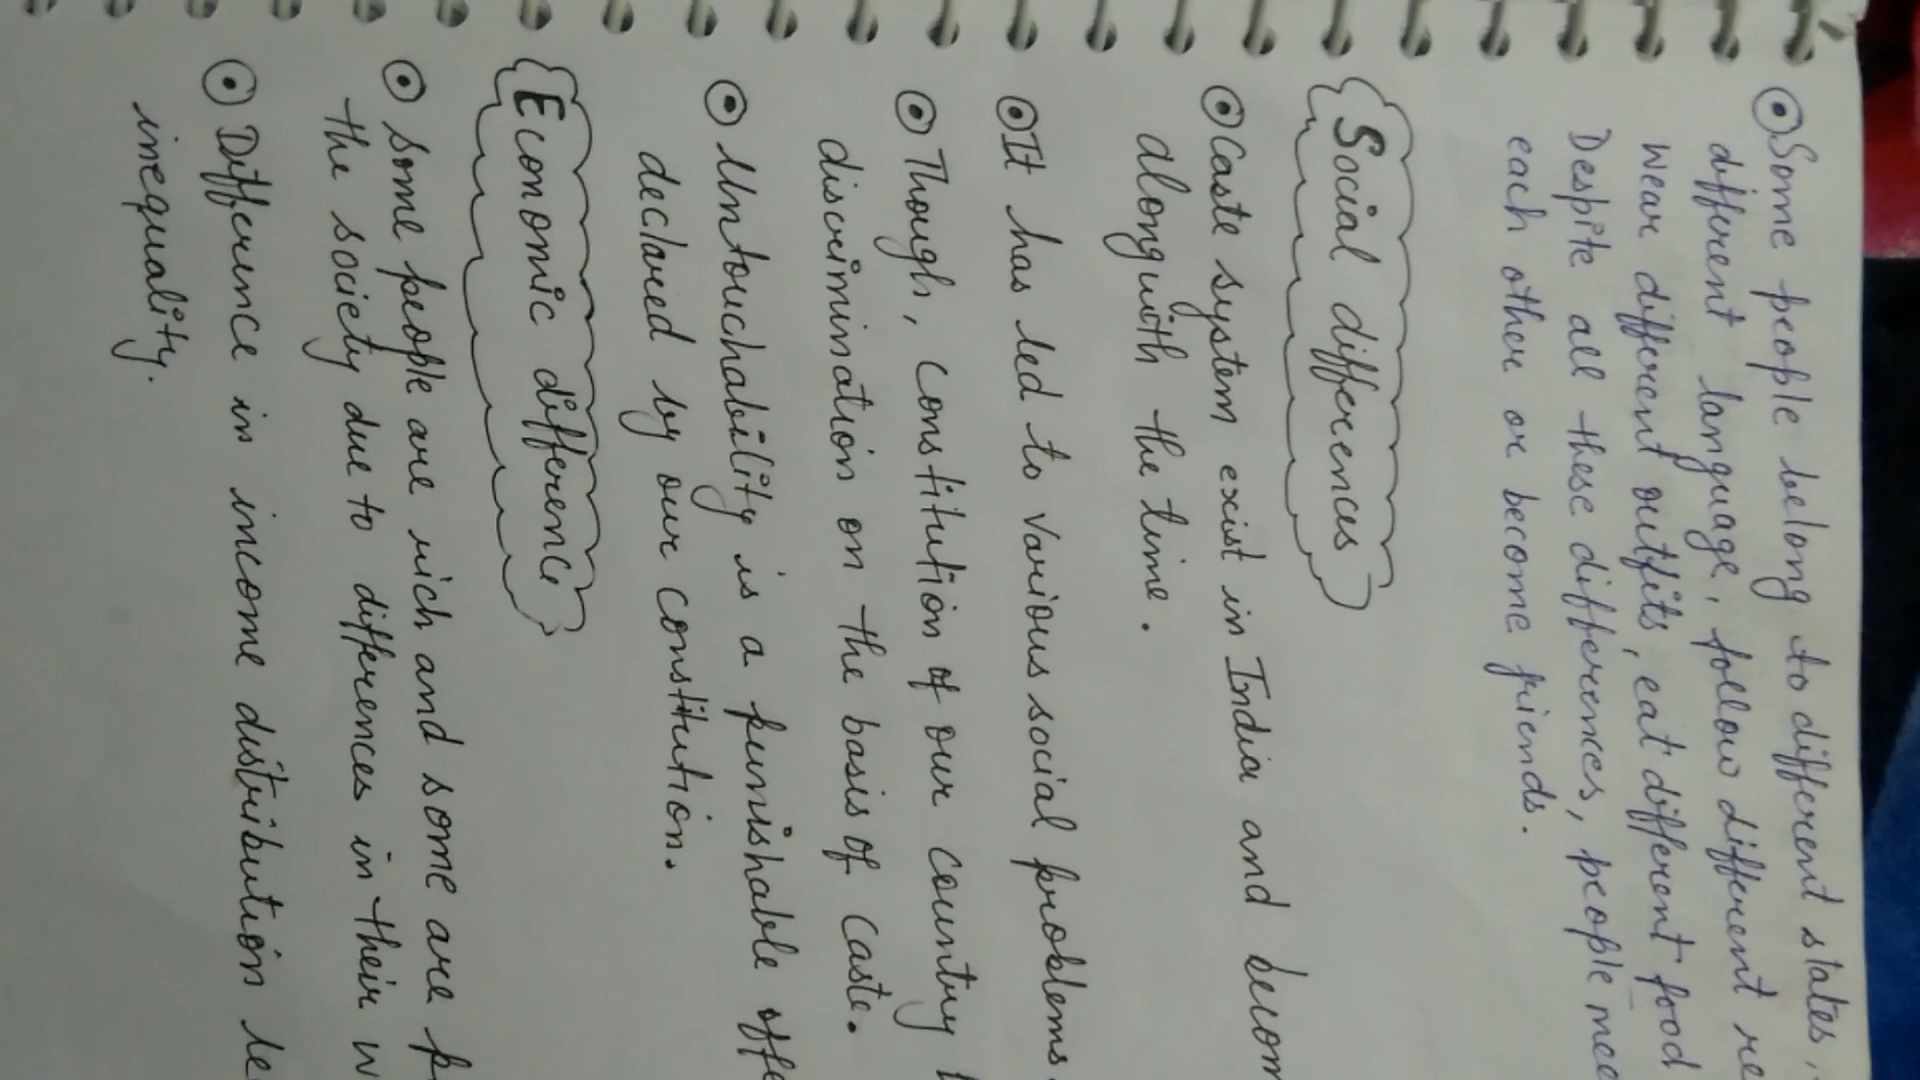 Some people belong to different states,
different language, follow different
wear different outfits, eat different food
Despite all these differences, people
each other or become friends.
Social differences
Caste system exist in India and
alongwith the time.
It has led to various social problems.
Though, constitution of our country
discrimination on the basis of caste.
Untouchability is a punishable
declared by our constitution.
Economic difference
Some people are rich and some are
the society due to differences in their
Difference in income distribution
inequality.